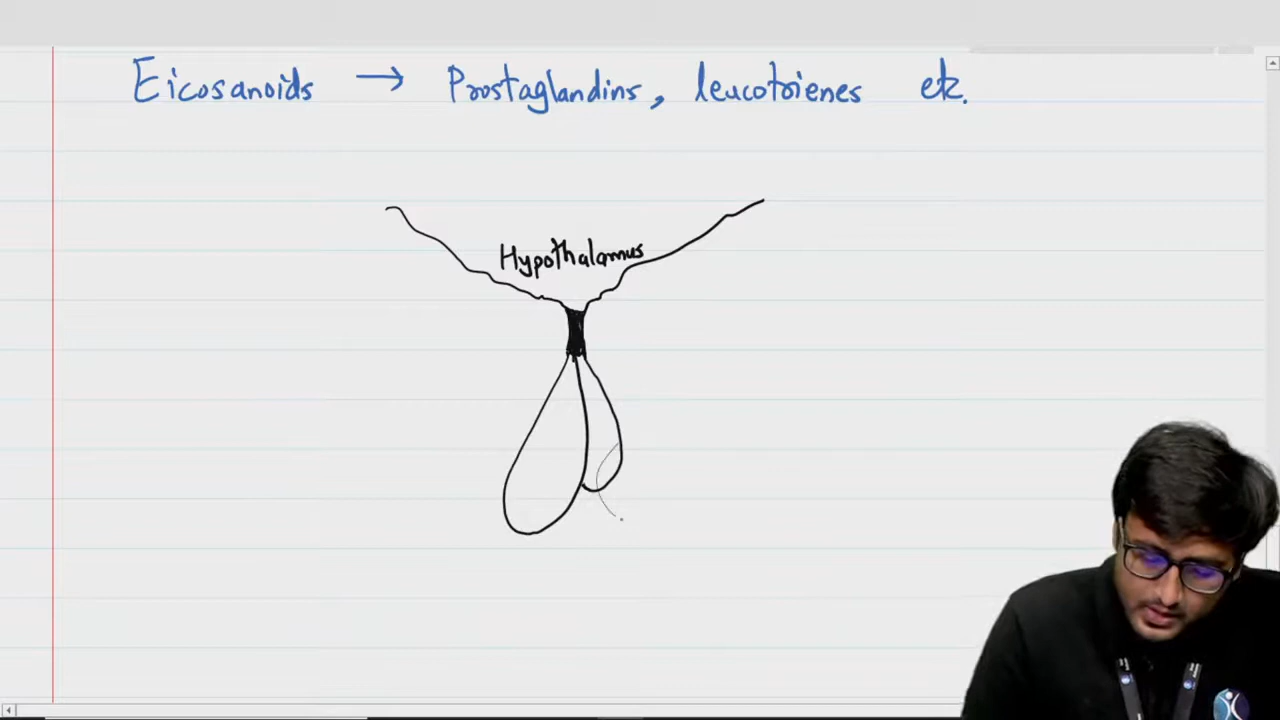 Eicosanoids → Prostaglandins, leucotrienes etc.
Hypothalamus